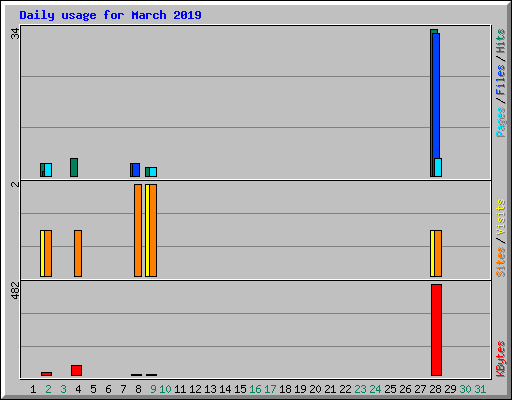 Daily usage for March 2019
34
2
482
Pages / Files / Hits
Sites / Visits
KBytes
1 2 3 4 5 6 7 8 9 10 11 12 13 14 15 16 17 18 19 20 21 22 23 24 25 26 27 28 29 30 31